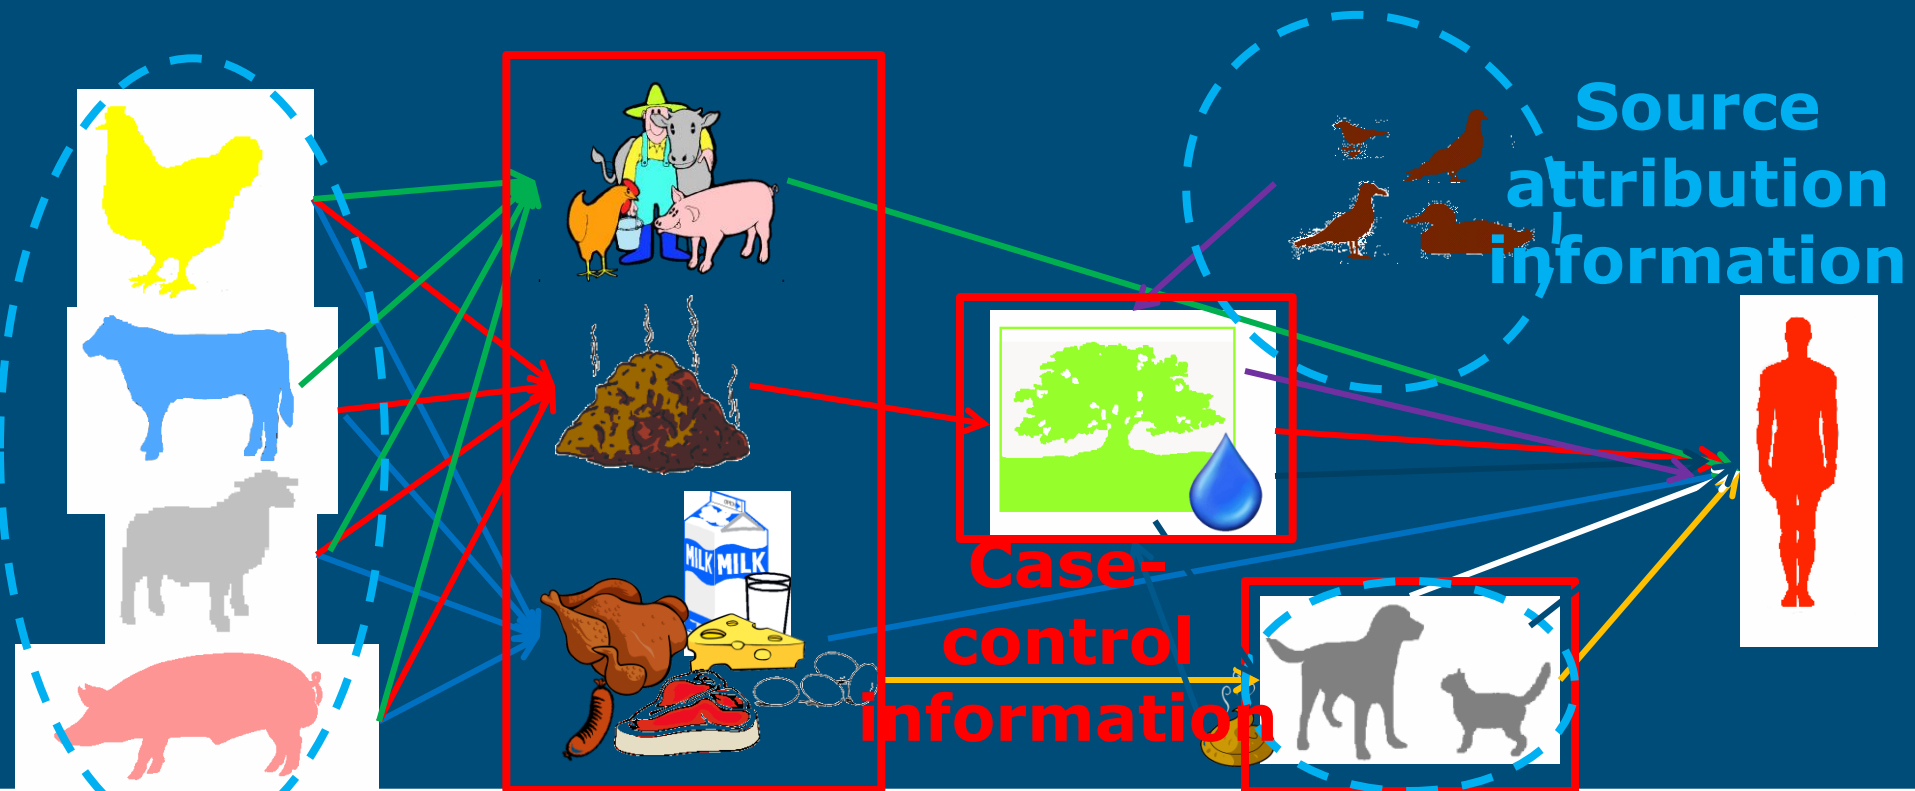 Source
attribution
information
MILK MILK
Case-
control
information